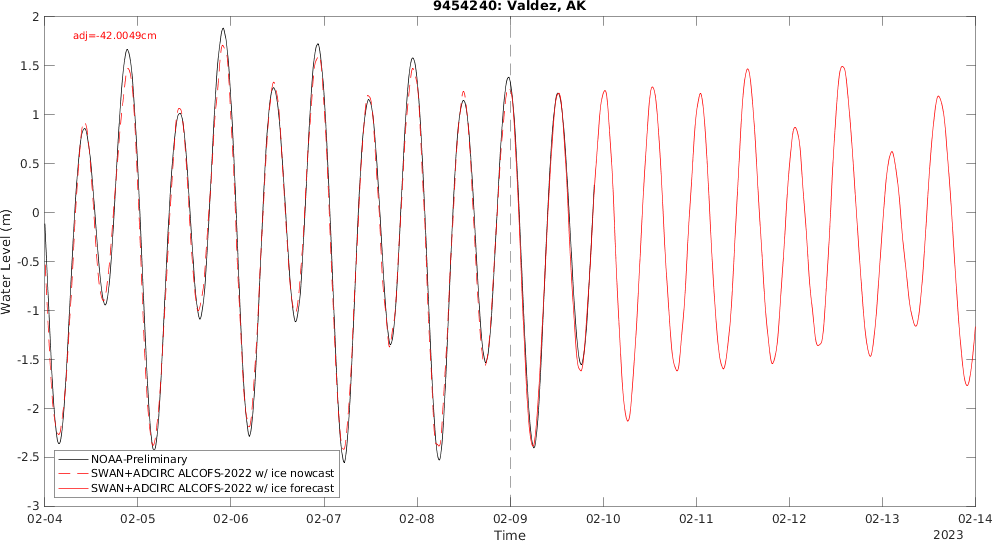 9454240: Valdez, AK
adj=-42.0049cm
Water Level (m)
2
1.5
1
0.5
0
-0.5
-1
-1.5
-2
-2.5
-3
NOAA-Preliminary
SWAN+ADCIRC ALCOFS-2022 w/ ice nowcast
SWAN+ADCIRC ALCOFS-2022 w/ ice forecast
02-04 02-05 02-06 02-07 02-08 02-09 02-10 02-11 02-12 02-13 02-14
Time
2023